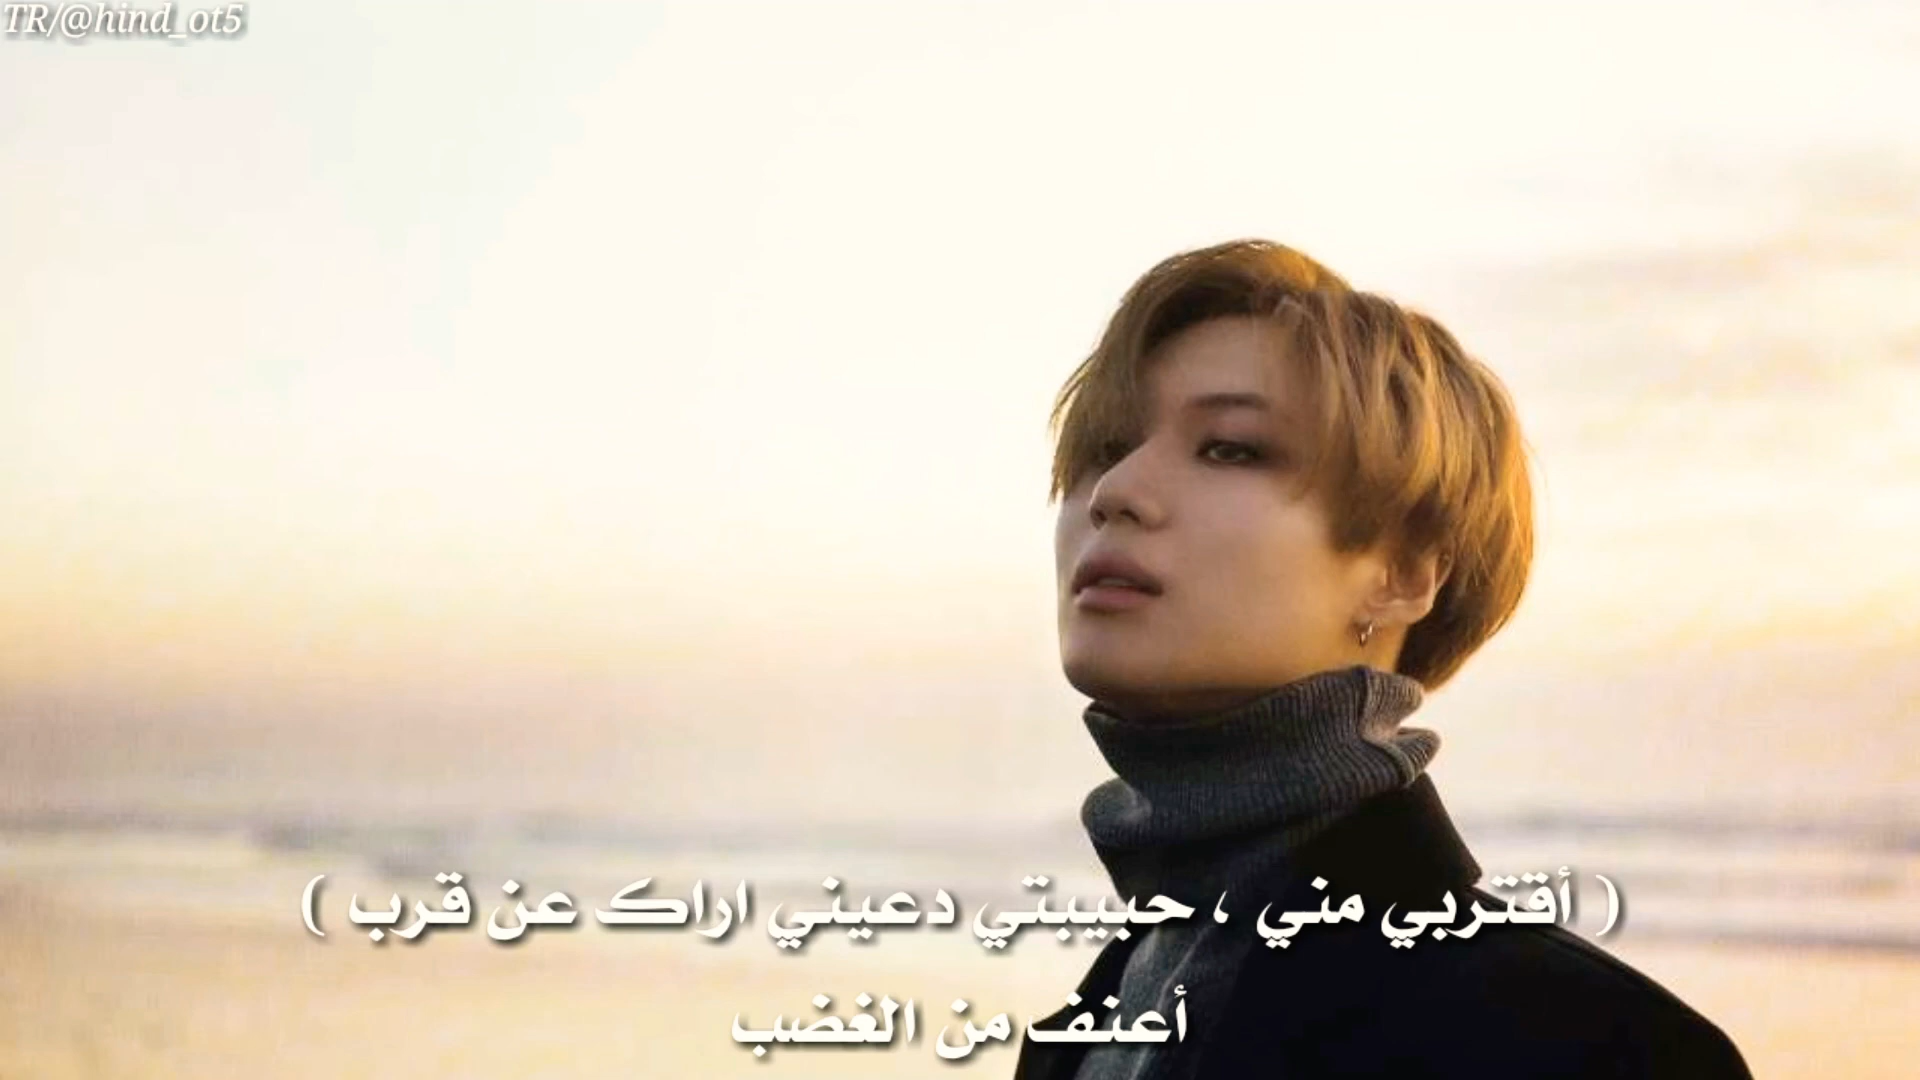 TR/@hind_ot5
( أقتربي مني ، حبيبتي دعيني اراك عن قرب )
أعنف من الغضب